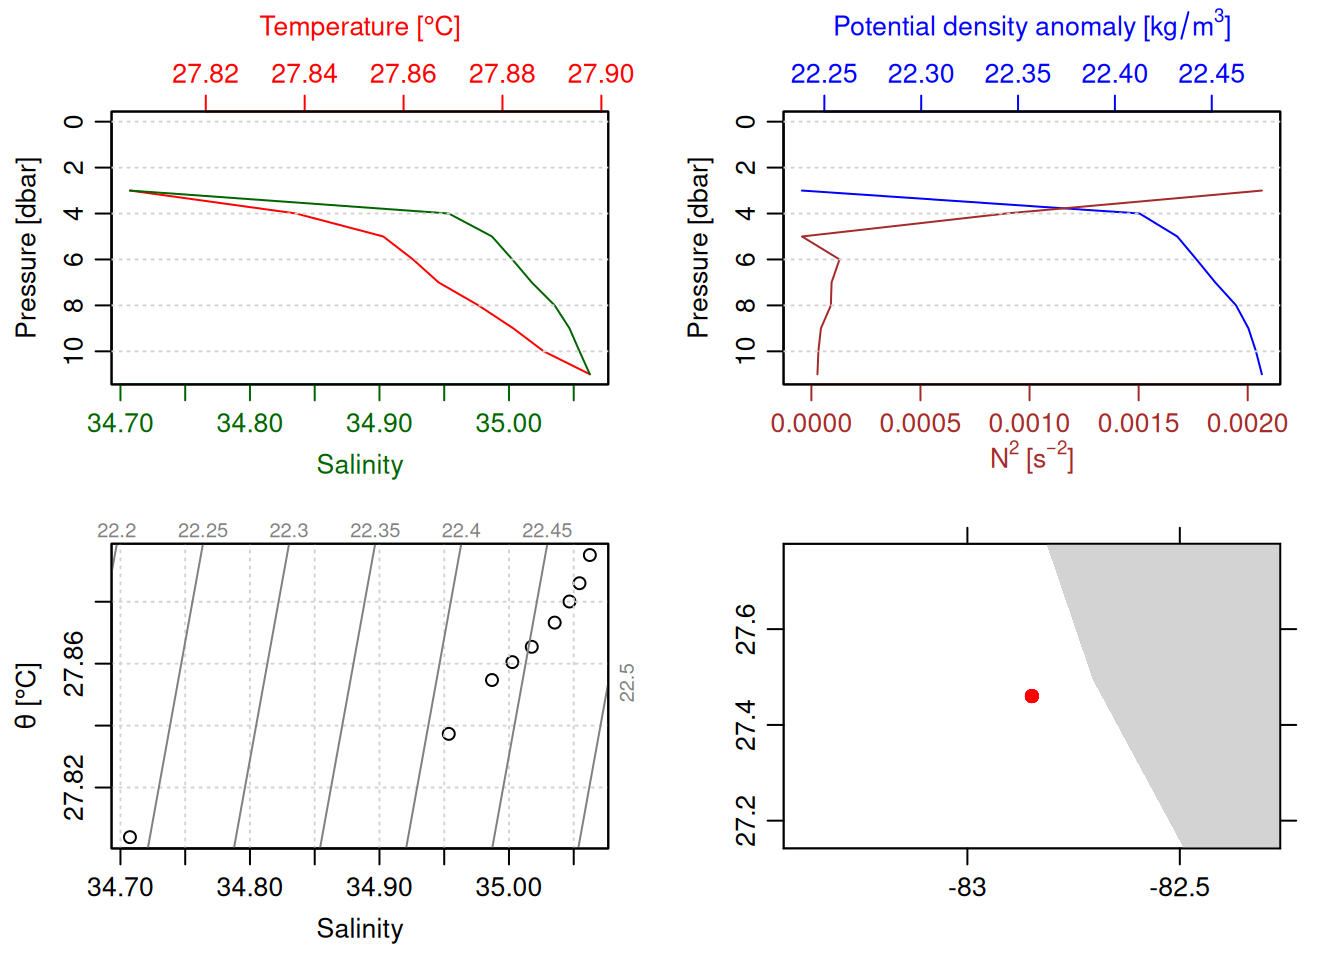 Temperature [°C]
27.82 27.84 27.86 27.88 27.90
Pressure [dbar]
0 2 4 6 8 10
34.70 34.80 34.90 35.00
Salinity
Potential density anomaly [kg/m³]
22.25 22.30 22.35 22.40 22.45
Pressure [dbar]
0 2 4 6 8 10
0.0000 0.0005 0.0010 0.0015 0.0020
N² [s⁻²]
22.2 22.25 22.3 22.35 22.4 22.45
22.5
θ [°C]
27.82 27.86
34.70 34.80 34.90 35.00
Salinity
27.2 27.4 27.6
-83 -82.5